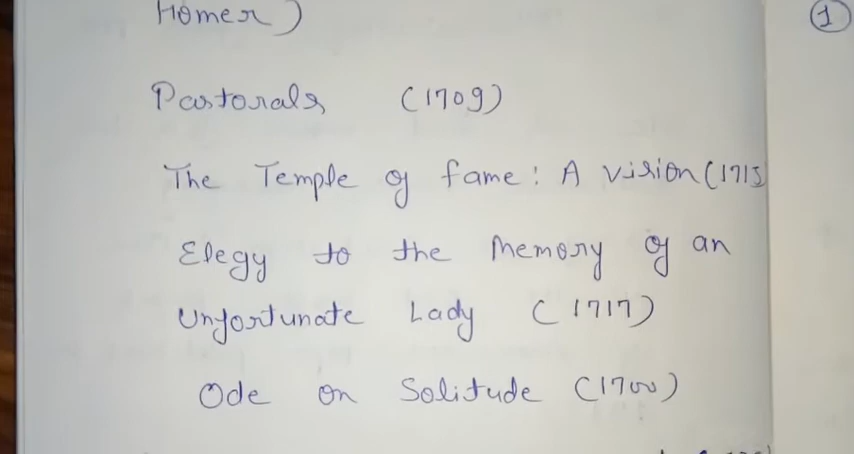 Homer)
1
Pastorals (1709)
The Temple of fame: A vision (1715
Elegy to the Memory of an
Unfortunate Lady (1717)
Ode on Solitude (1700)